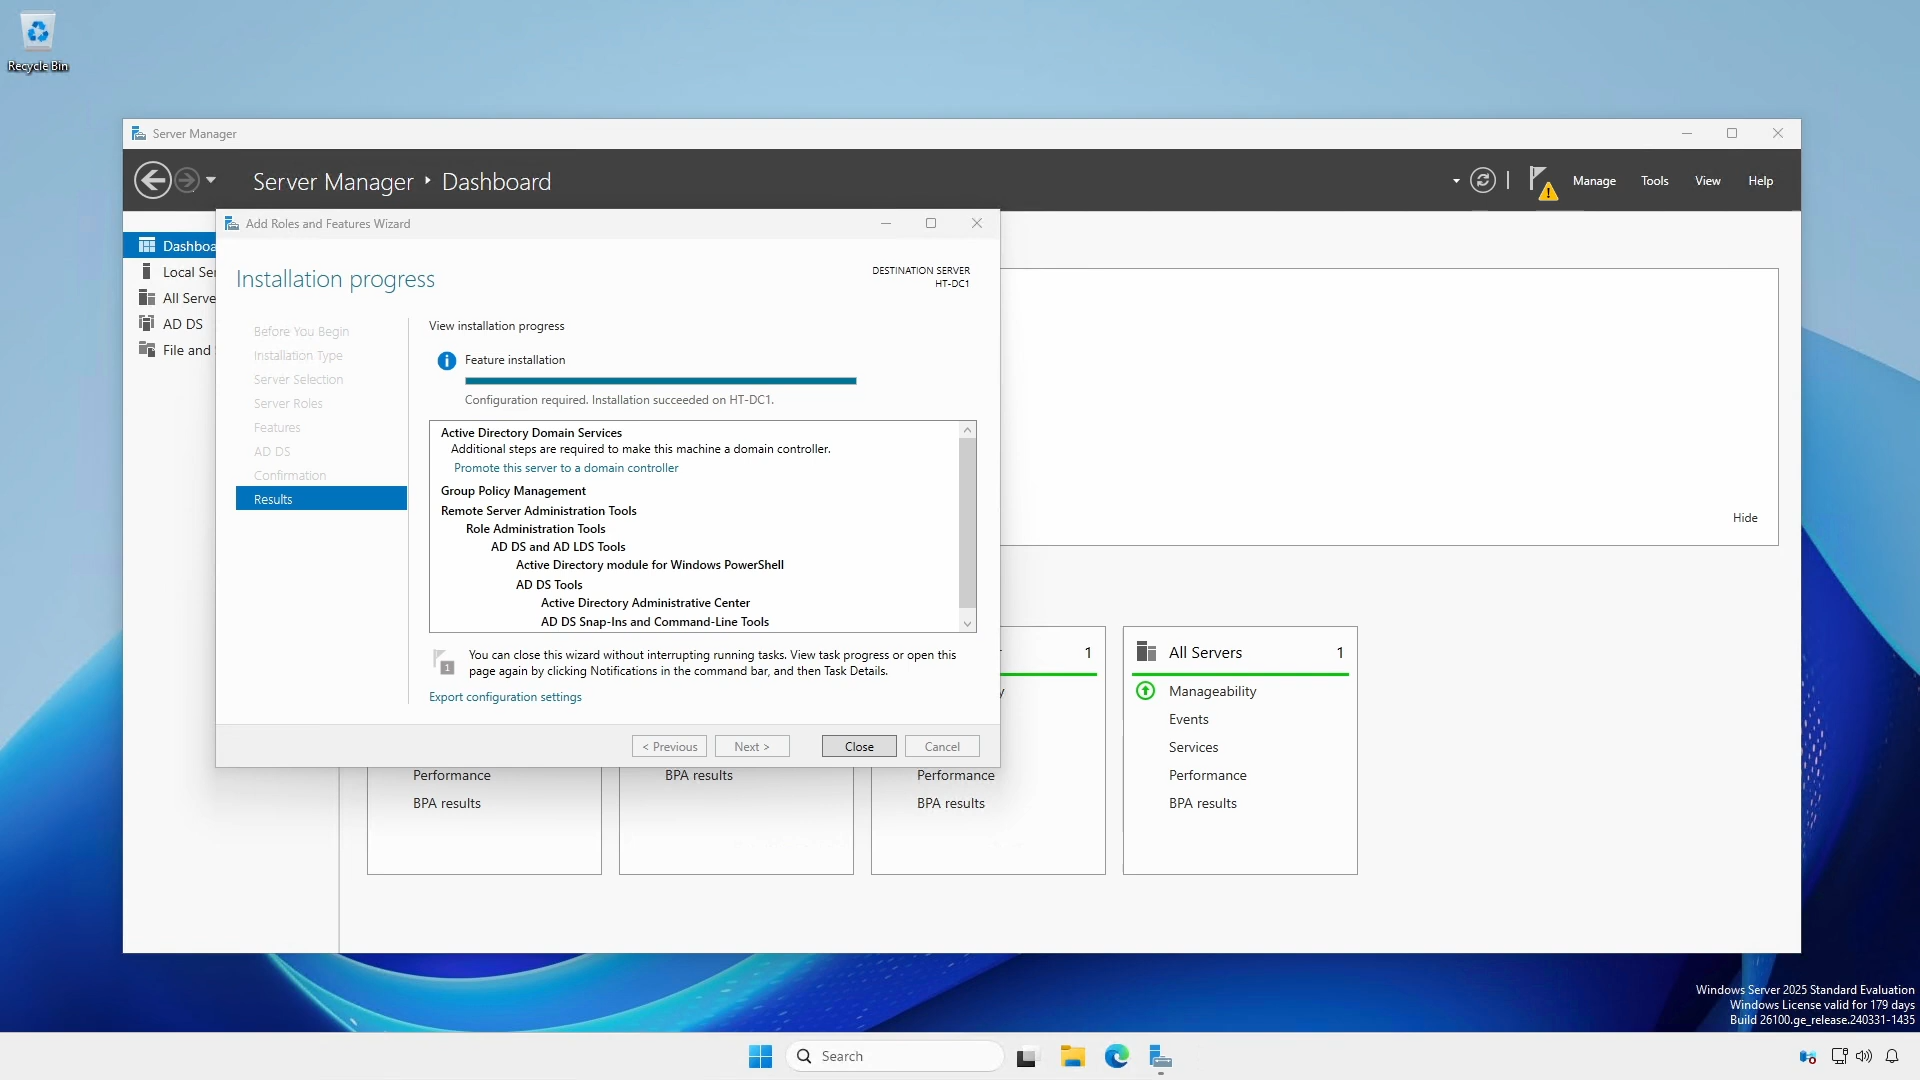 Recycle Bin
Server Manager
Server Manager ‣ Dashboard
Manage
Tools
View
Help
Add Roles and Features Wizard
Dashboa
Local Ser
All Serve
AD DS
File and
Installation progress
DESTINATION SERVER
HT-DC1
Before You Begin
Installation Type
Server Selection
Server Roles
Features
AD DS
Confirmation
Results
View installation progress
Feature installation
Configuration required. Installation succeeded on HT-DC1.
Active Directory Domain Services
Additional steps are required to make this machine a domain controller.
Promote this server to a domain controller
Group Policy Management
Remote Server Administration Tools
Role Administration Tools
AD DS and AD LDS Tools
Active Directory module for Windows PowerShell
AD DS Tools
Active Directory Administrative Center
AD DS Snap-Ins and Command-Line Tools
1
You can close this wizard without interrupting running tasks. View task progress or open this
page again by clicking Notifications in the command bar, and then Task Details.
Export configuration settings
< Previous
Next >
Close
Cancel
Hide
Performance
BPA results
BPA results
1
y
Performance
BPA results
All Servers 1
Manageability
Events
Services
Performance
BPA results
Windows Server 2025 Standard Evaluation
Windows License valid for 179 days
Build 26100.ge_release.240331-1435
Search